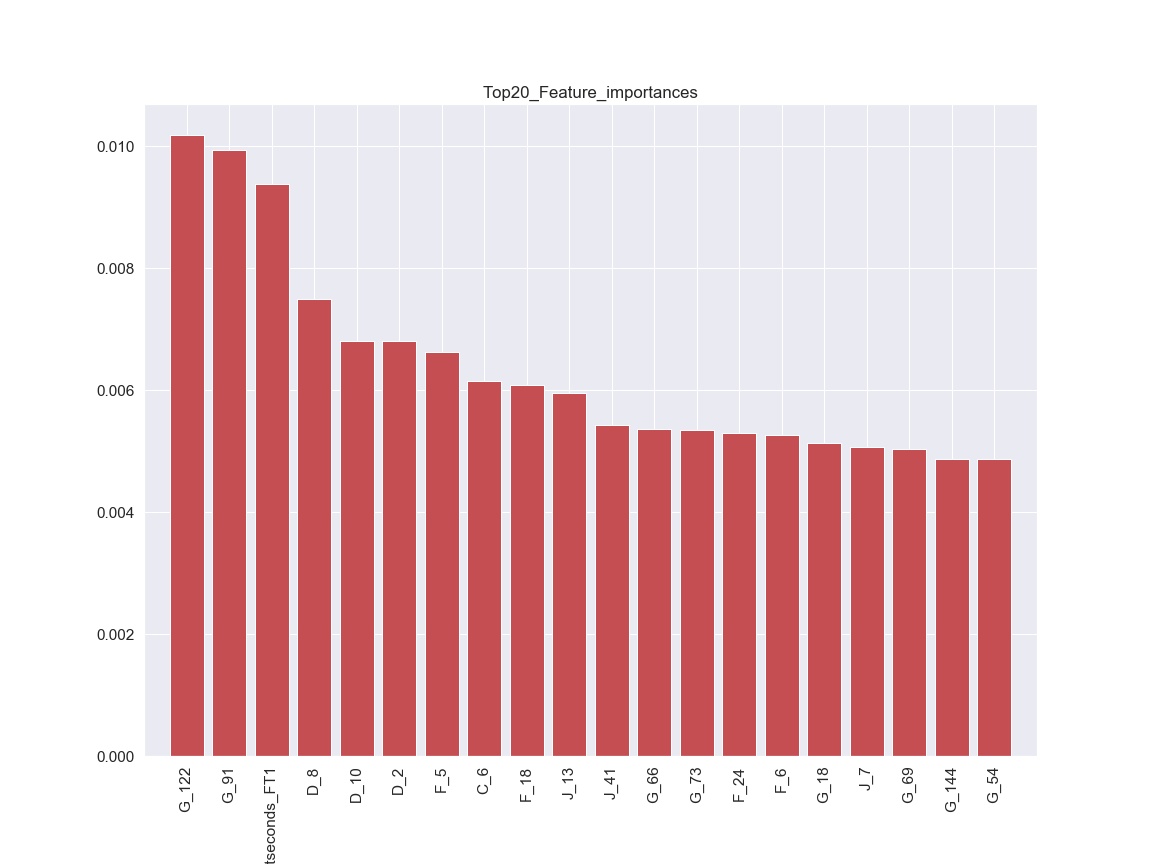 Top20_Feature_importances
0.010
0.008
0.006
0.004
0.002
0.000
G_122
G_91
tseconds_FT1
D_8
D_10
D_2
F_5
C_6
F_18
J_13
J_41
G_66
G_73
F_24
F_6
G_18
J_7
G_69
G_144
G_54